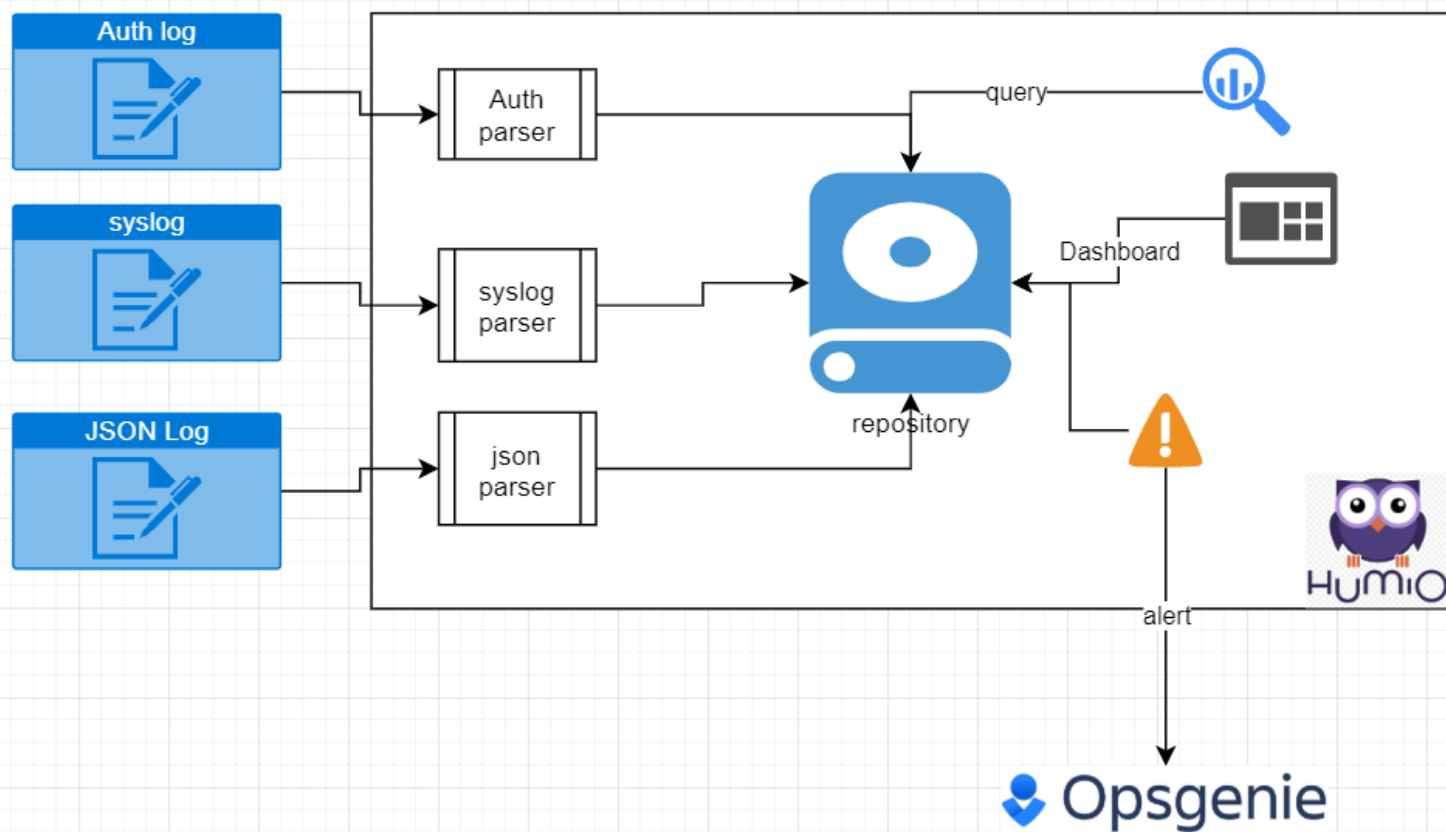 Auth log
Auth
parser
query
syslog
syslog
parser
Dashboard
JSON Log
json
parser
repository
HUMIO
alert
Opsgenie